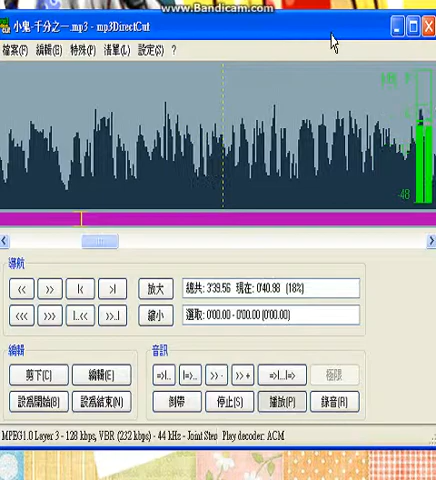 www.Bandicam.com
小鬼-千分之一.mp3 - mp3DirectCut
檔案(F) 編輯(E) 特殊(P) 清單(L) 設定(S) ?
-48
導航
<< >> |< >| 放大 總共: 3'39.56 現在: 0'40.98 (18%)
<<< >>> |..<< >>..| 縮小 選取: 0'00.00 - 0'00.00 (0'00.00)
編輯 音訊
剪下(C) 編輯(E) =>|.. |=>.. >> · >> + =>|...|=> 極限
設為開始(B) 設為結束(N) 倒帶 停止(S) 播放(P) 錄音(R)
MPEG1.0 Layer 3 - 128 kbps, VBR (232 kbps) - 44 kHz - Joint Steo Play decoder: ACM